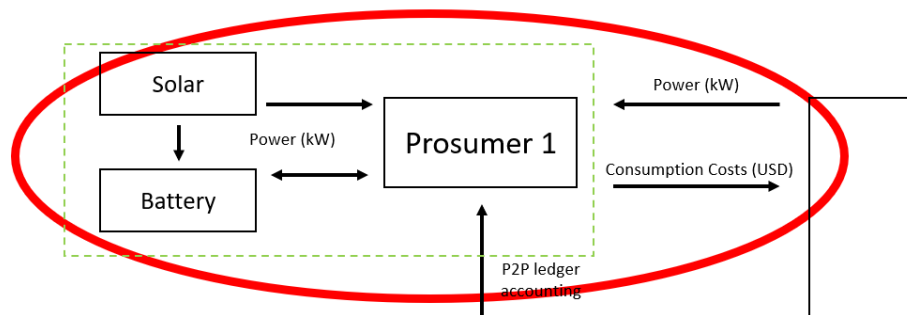 Solar
Power (kW)
Power (kW)
Prosumer 1
Consumption Costs (USD)
Battery
P2P ledger
accounting